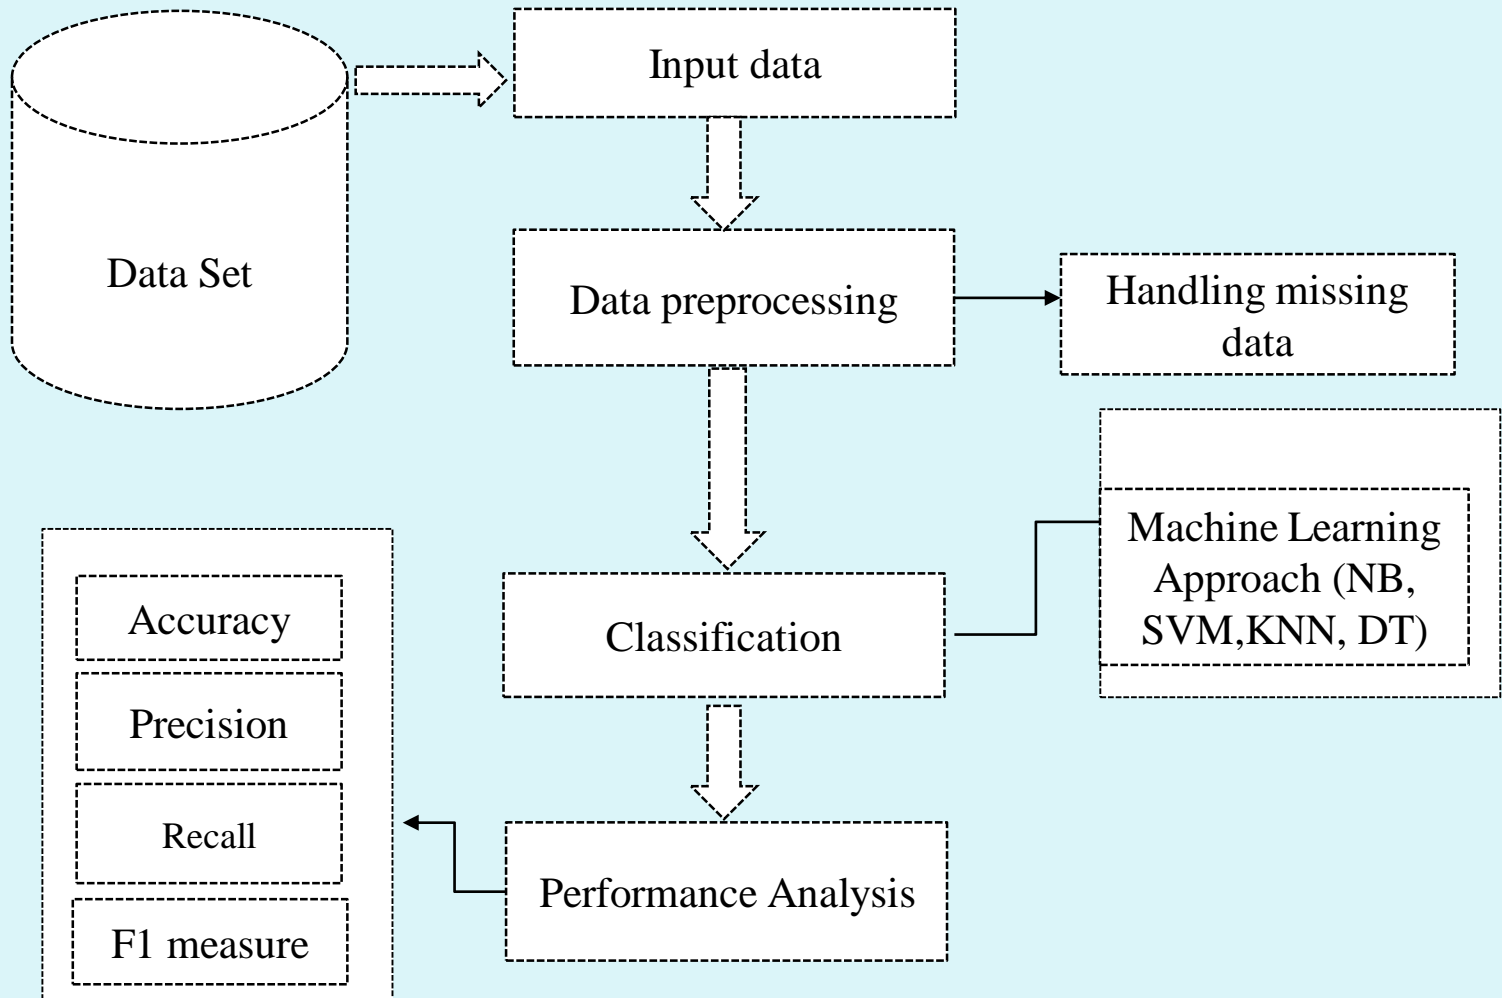 Input data
Data Set
Data preprocessing
Handling missing
data
Machine Learning
Approach (NB,
SVM,KNN, DT)
Classification
Accuracy
Precision
Recall
F1 measure
Performance Analysis